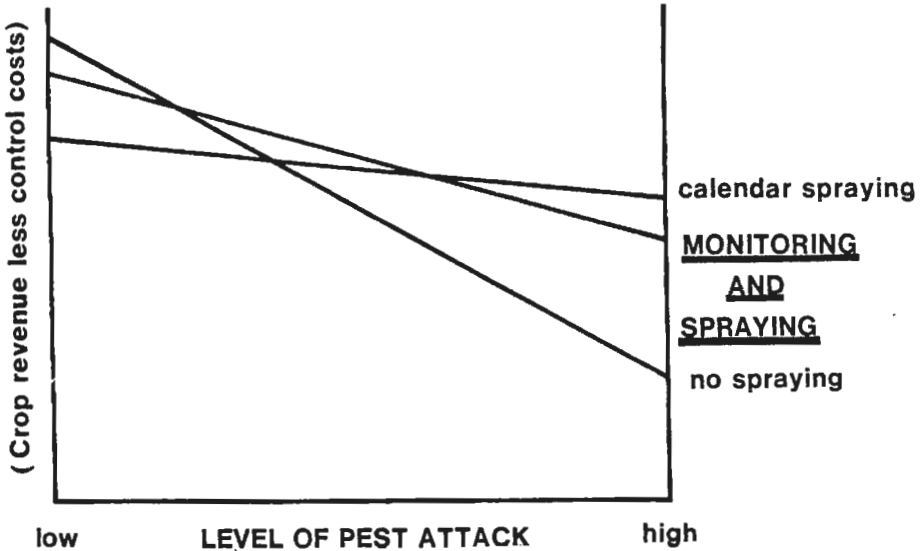 ( Crop revenue less control costs)
calendar spraying
MONITORING
AND
SPRAYING
no spraying
low LEVEL OF PEST ATTACK high